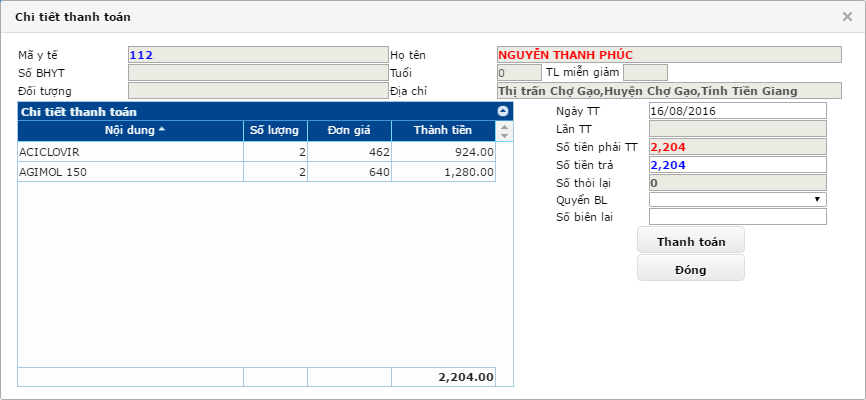 Chi tiết thanh toán
Mã y tế 112 Họ tên NGUYỄN THANH PHÚC
Số BHYT Tuổi 0 TL miễn giảm
Đối tượng Địa chỉ Thị trấn Chợ Gạo,Huyện Chợ Gạo,Tỉnh Tiền Giang
Chi tiết thanh toán
Nội dung Số lượng Đơn giá Thành tiền
ACICLOVIR 2 462 924.00
AGIMOL 150 2 640 1,280.00
2,204.00
Ngày TT 16/08/2016
Lần TT
Số tiền phải TT 2,204
Số tiền trả 2,204
Số thòi lại 0
Quyển BL
Số biên lai
Thanh toán
Đóng